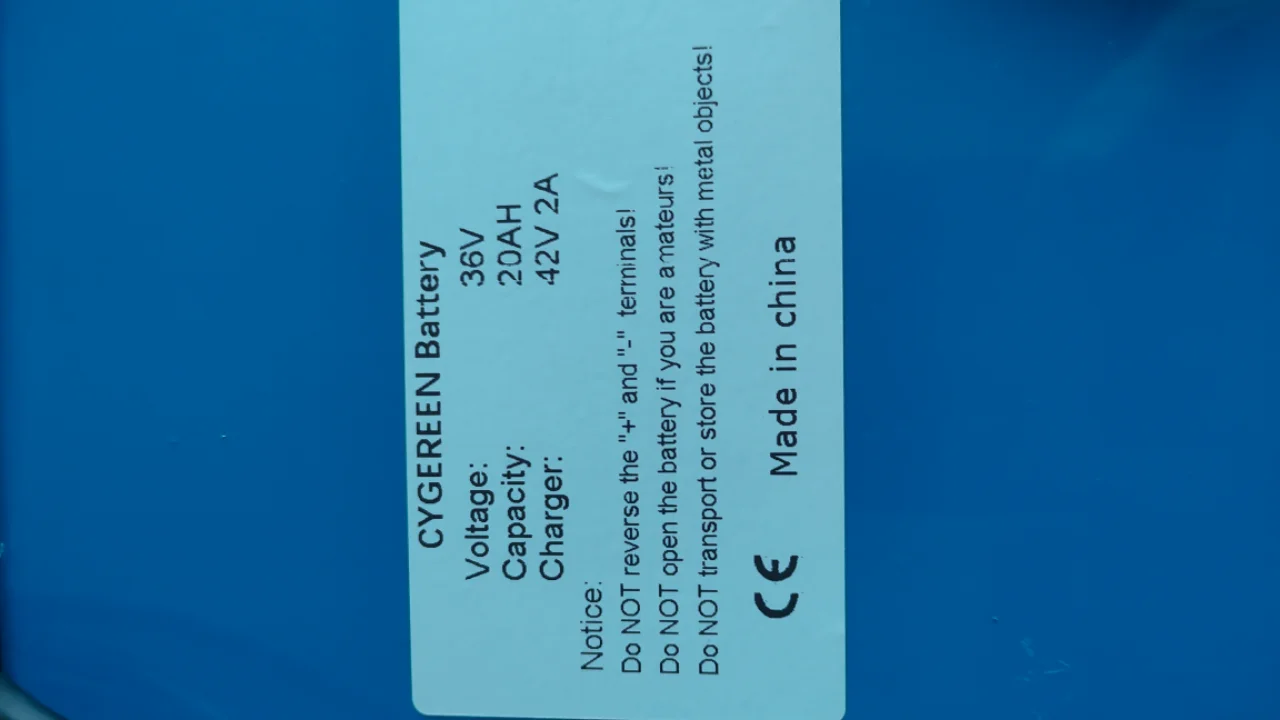 CYGEREEN Battery
Voltage: 36V
Capacity: 20AH
Charger: 42V 2A
Notice:
Do NOT reverse the "+" and "-" terminals!
Do NOT open the battery if you are amateurs!
Do NOT transport or store the battery with metal objects!
CE Made in china